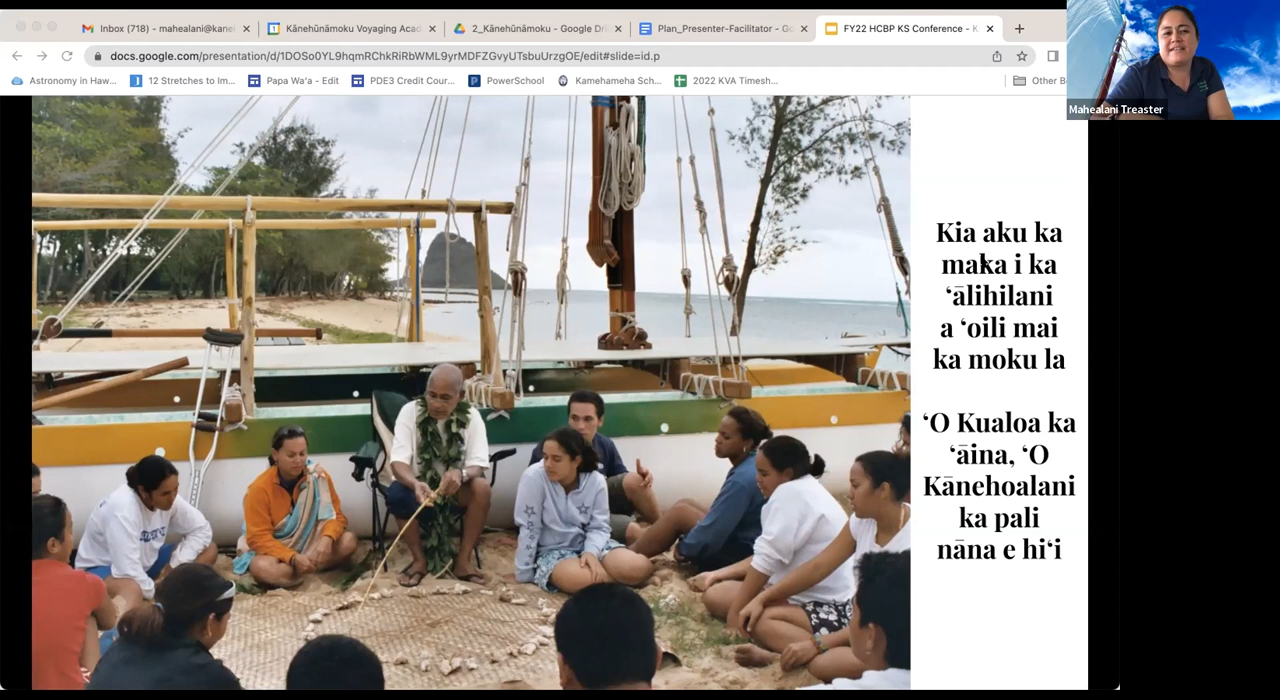 Inbox (718) - mahealani@kane
Kānehūnāmoku Voyaging Acad
2_Kānehūnāmoku - Google Dri
Plan_Presenter-Facilitator - Go
FY22 HCBP KS Conference - K
docs.google.com/presentation/d/1DOSo0YL9hqmRChkRiRbWML9yrMDFZGvyUTsbuUrzgOE/edit#slide=id.p
Astronomy in Haw...
12 Stretches to Im...
Papa Wa'a - Edit
PDE3 Credit Cour...
PowerSchool
Kamehameha Sch...
2022 KVA Timesh...
Other B
Mahealani Treaster
Kia aku ka
maka i ka
ʻālihilani
a ʻoili mai
ka moku la
ʻO Kualoa ka
ʻāina, ʻO
Kānehoalani
ka pali
nāna e hiʻi